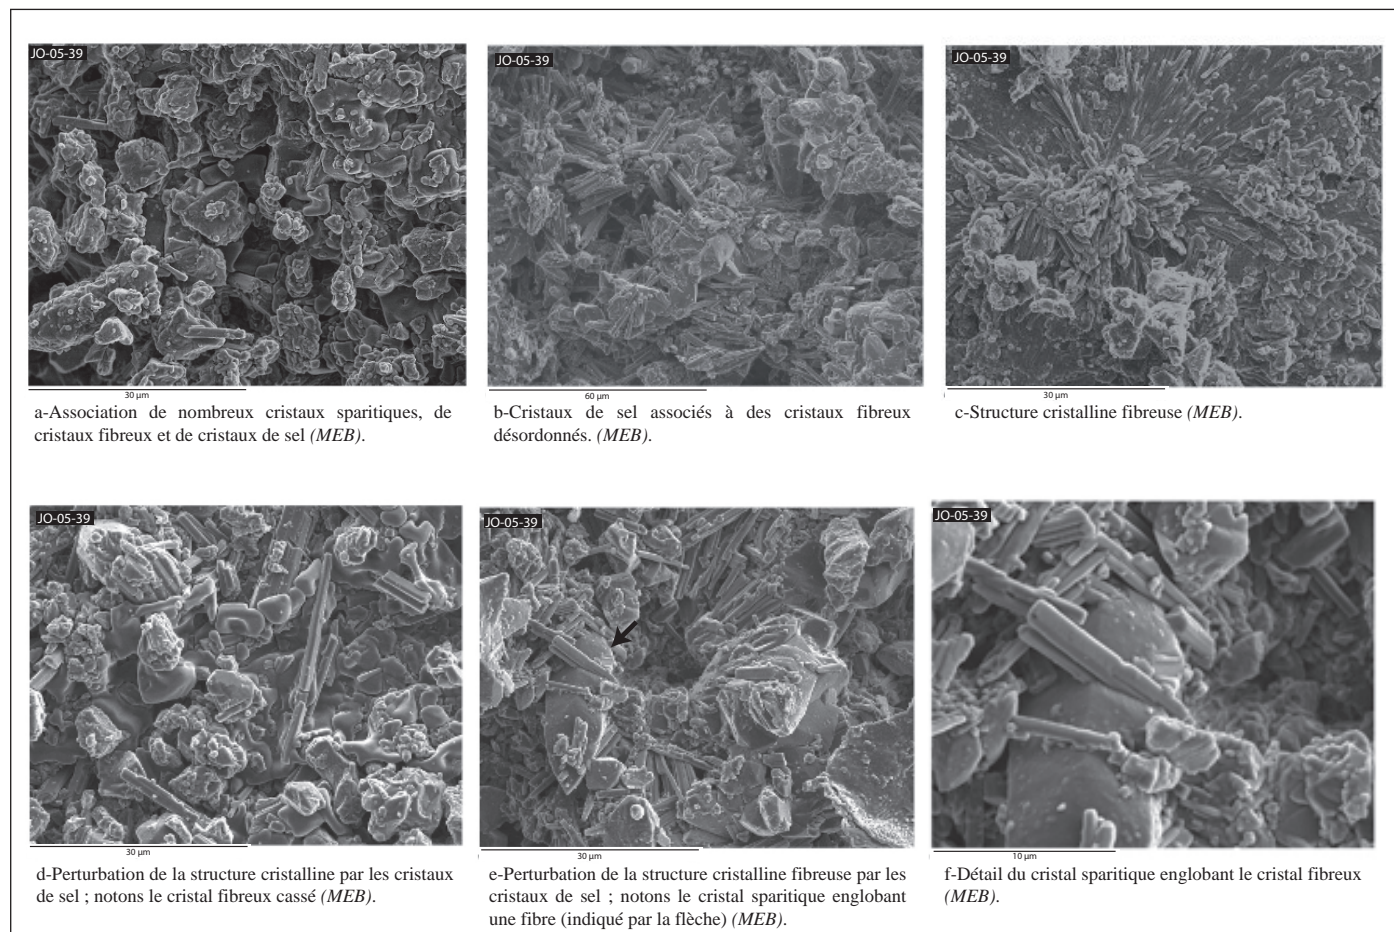 JO-05-39
JO-05-39
JO-05-39
30 µm
60 µm
30 µm
a-Association de nombreux cristaux sparitiques, de
cristaux fibreux et de cristaux de sel (MEB).
b-Cristaux de sel associés à des cristaux fibreux
désordonnés. (MEB).
c-Structure cristalline fibreuse (MEB).
JO-05-39
JO-05-39
JO-05-39
30 µm
30 µm
10 µm
d-Perturbation de la structure cristalline par les cristaux
de sel ; notons le cristal fibreux cassé (MEB).
e-Perturbation de la structure cristalline fibreuse par les
cristaux de sel ; notons le cristal sparitique englobant
une fibre (indiqué par la flèche) (MEB).
f-Détail du cristal sparitique englobant le cristal fibreux
(MEB).